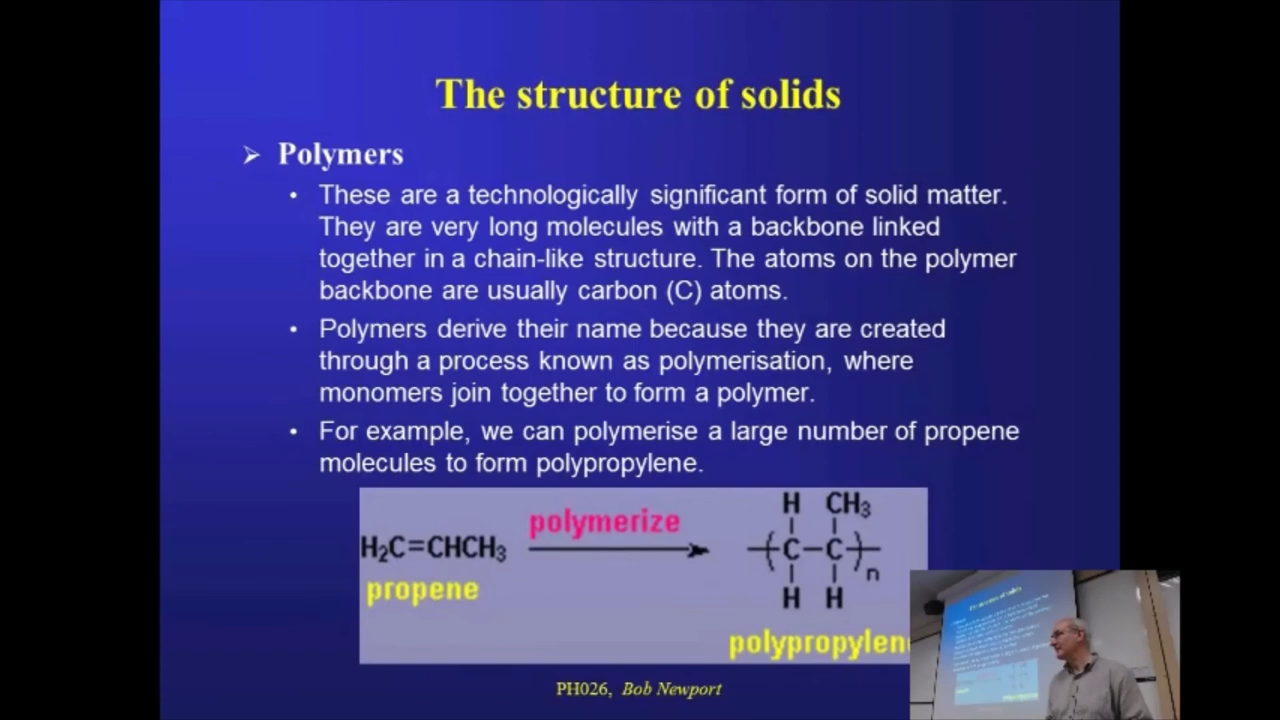 The structure of solids
➢ Polymers
• These are a technologically significant form of solid matter.
They are very long molecules with a backbone linked
together in a chain-like structure. The atoms on the polymer
backbone are usually carbon (C) atoms.
• Polymers derive their name because they are created
through a process known as polymerisation, where
monomers join together to form a polymer.
• For example, we can polymerise a large number of propene
molecules to form polypropylene.
H CH₃
polymerize
H₂C=CHCH₃
C–C
n
propene
H H
polypropylen
PH026, Bob Newport
The structure of solids